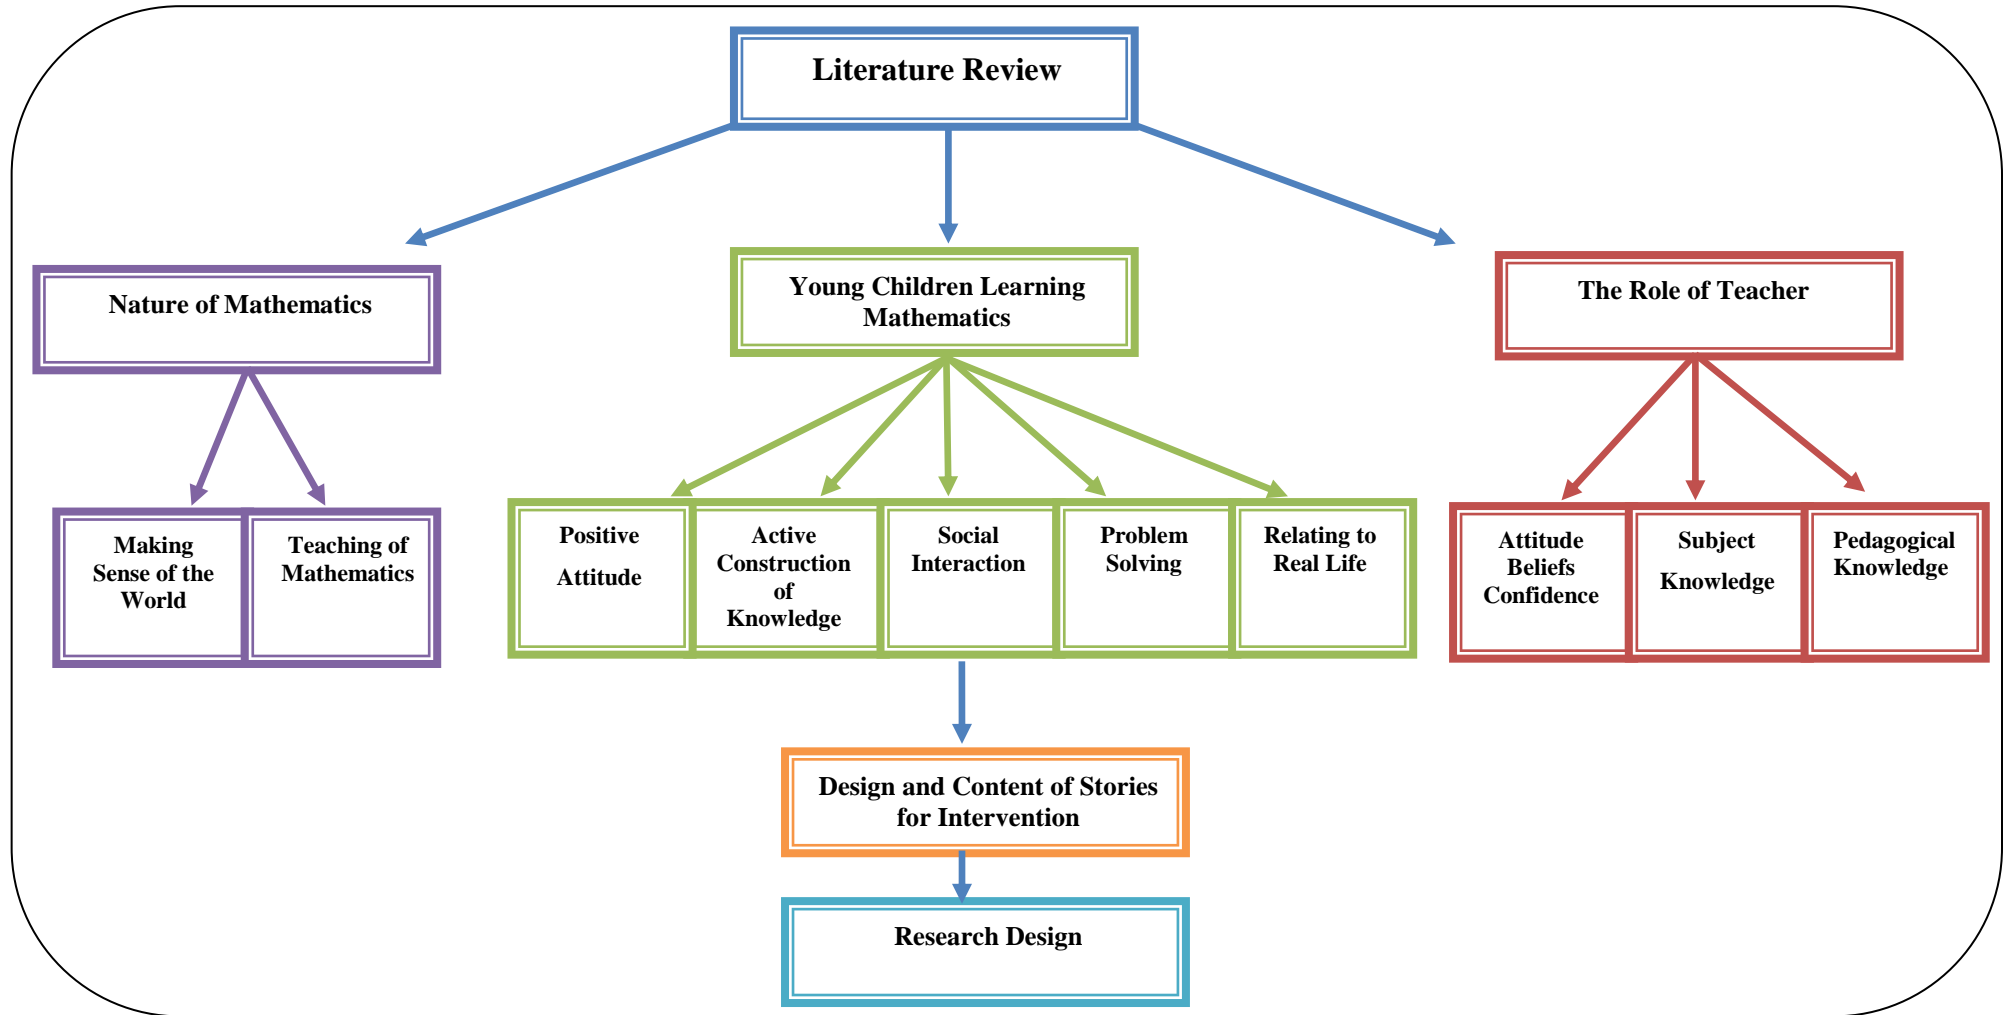 Literature Review
Nature of Mathematics
Young Children Learning
Mathematics
The Role of Teacher
Making
Sense of the
World
Teaching of
Mathematics
Positive
Attitude
Active
Construction
of
Knowledge
Social
Interaction
Problem
Solving
Relating to
Real Life
Attitude
Beliefs
Confidence
Subject
Knowledge
Pedagogical
Knowledge
Design and Content of Stories
for Intervention
Research Design